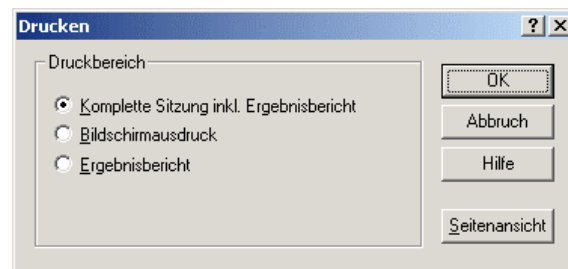 Drucken
Druckbereich
Komplette Sitzung inkl. Ergebnisbericht
Bildschirmausdruck
Ergebnisbericht
OK
Abbruch
Hilfe
Seitenansicht